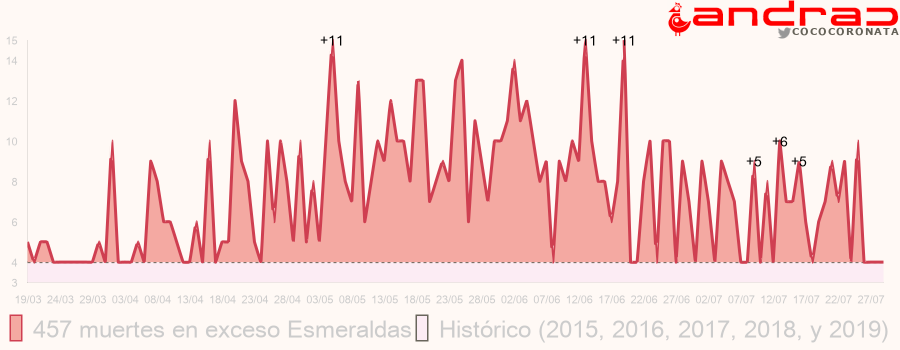 andrab
COCOCORONATA
15
14
12
10
8
6
4
3
+11
+11
+11
+5
+6
+5
19/03 24/03 29/03 03/04 08/04 13/04 14/04 19/04 24/04 28/04 03/05 08/05 13/05 18/05 23/05 28/05 02/06 07/06 12/06 17/06 22/06 27/06 02/07 07/07 12/07 17/07 22/07 27/07
457 muertes en exceso Esmeraldas
Histórico (2015, 2016, 2017, 2018, y 2019)